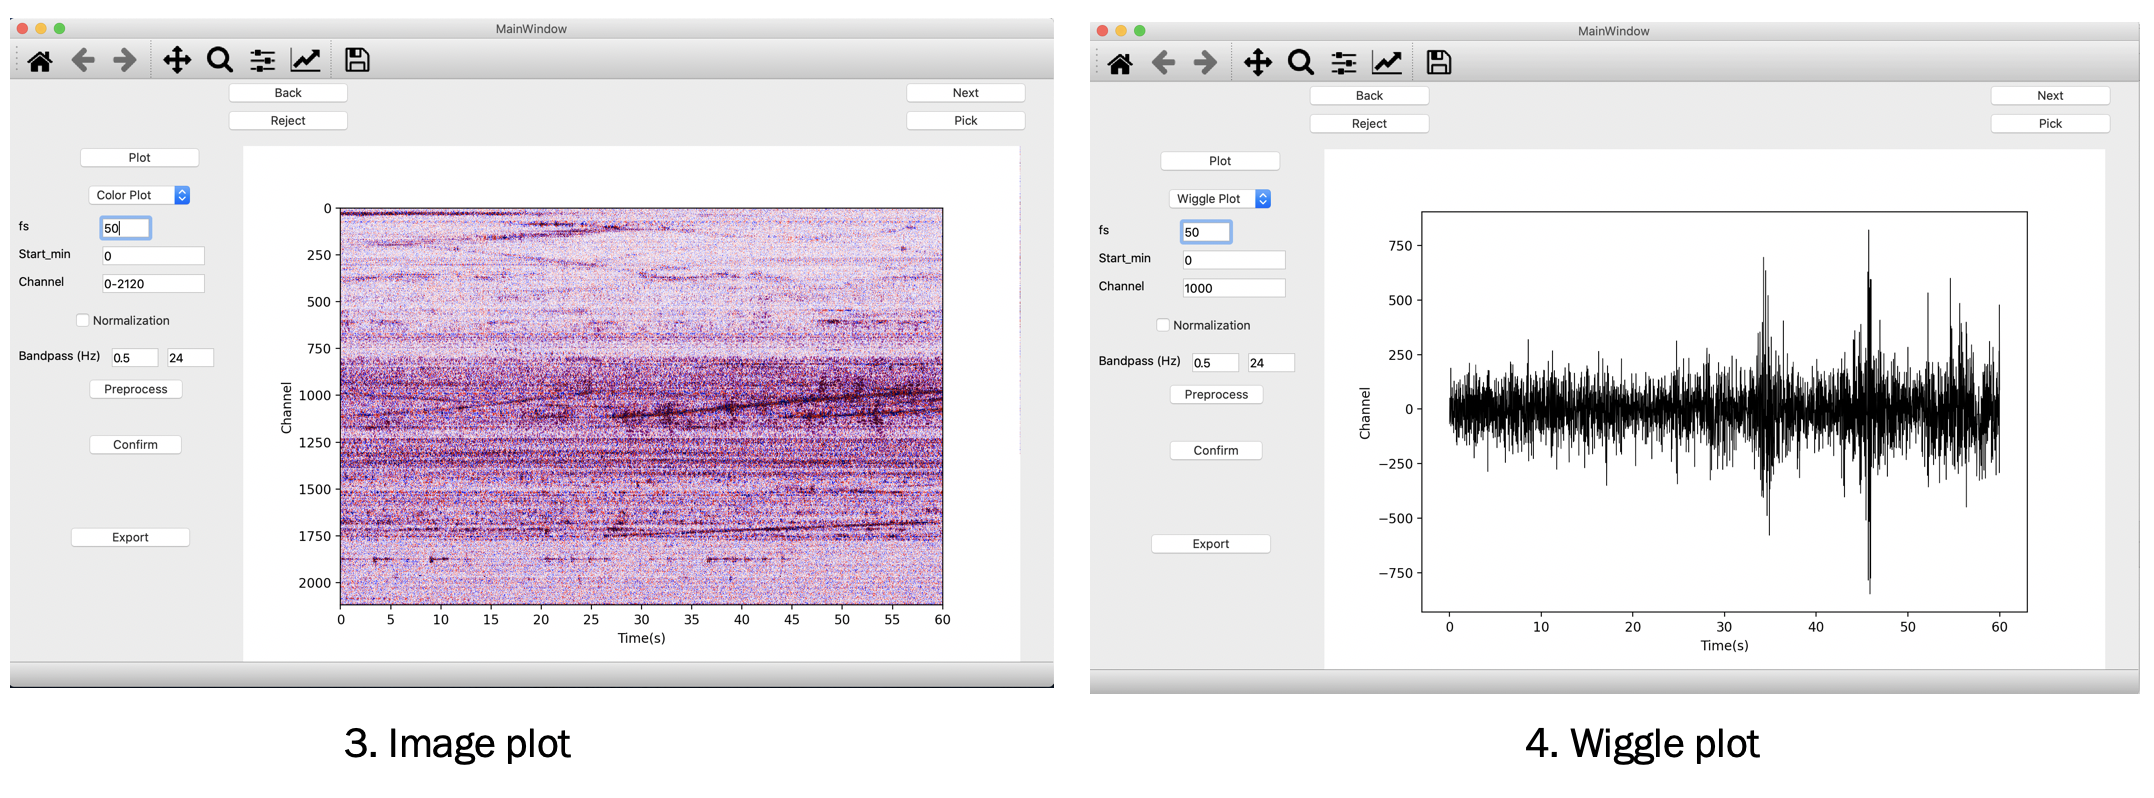 MainWindow
Back
Next
Reject
Pick
Plot
Color Plot
fs
50
Start_min
0
Channel
0-2120
Normalization
Bandpass (Hz)
0.5
24
Preprocess
Confirm
Export
Channel
0
250
500
750
1000
1250
1500
1750
2000
0 5 10 15 20 25 30 35 40 45 50 55 60
Time(s)
3. Image plot
MainWindow
Back
Next
Reject
Pick
Plot
Wiggle Plot
fs
50
Start_min
0
Channel
1000
Normalization
Bandpass (Hz)
0.5
24
Preprocess
Confirm
Export
Channel
750
500
250
0
−250
−500
−750
0 10 20 30 40 50 60
Time(s)
4. Wiggle plot